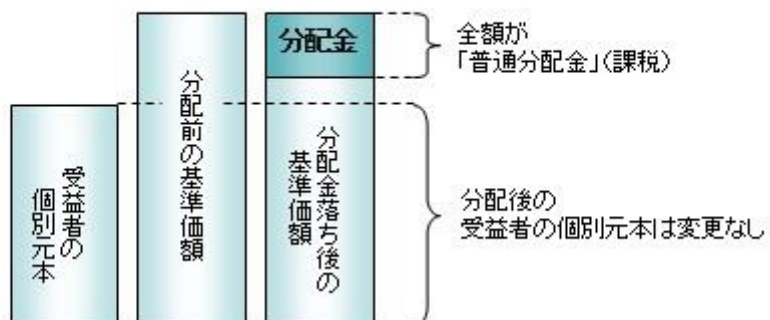 受益者の
個別元本
分配前の基準価額
分配金
分配金落ち後の
基準価額
全額が
「普通分配金」(課税)
分配後の
受益者の個別元本は変更なし